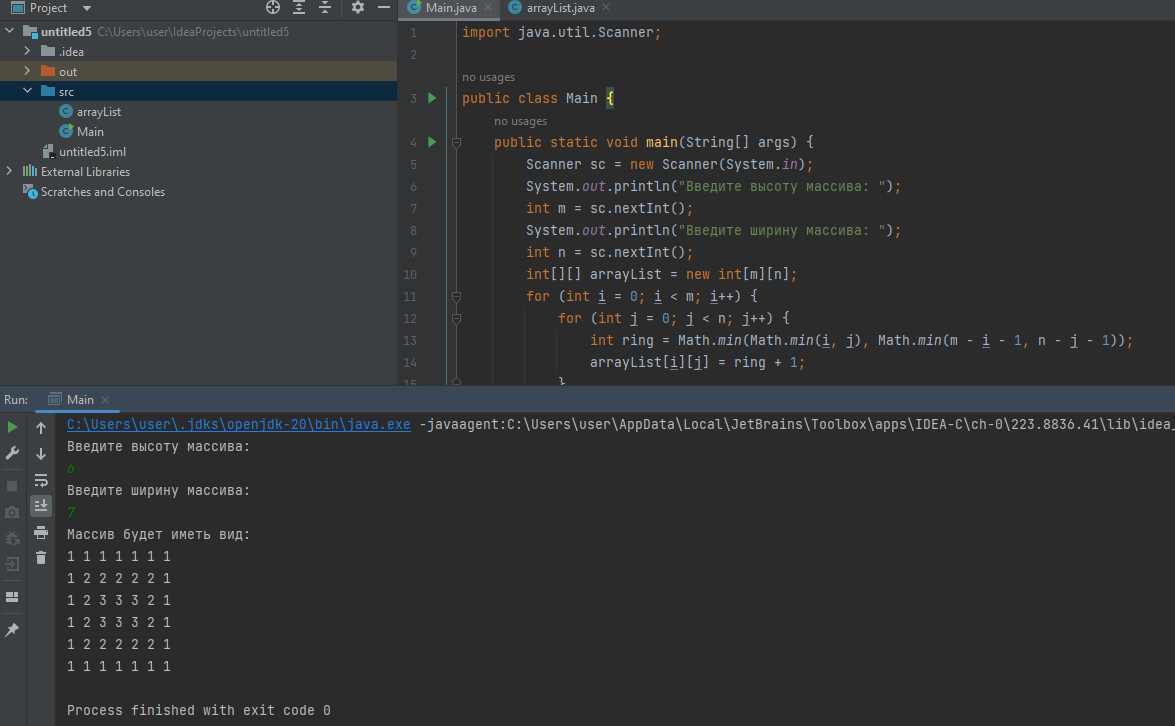 Project
Main.java
arrayList.java
untitled5 C:\Users\user\IdeaProjects\untitled5
.idea
out
src
arrayList
Main
untitled5.iml
External Libraries
Scratches and Consoles
1 import java.util.Scanner;
2
no usages
3 public class Main {
no usages
4 public static void main(String[] args) {
5 Scanner sc = new Scanner(System.in);
6 System.out.println("Введите высоту массива: ");
7 int m = sc.nextInt();
8 System.out.println("Введите ширину массива: ");
9 int n = sc.nextInt();
10 int[][] arrayList = new int[m][n];
11 for (int i = 0; i < m; i++) {
12 for (int j = 0; j < n; j++) {
13 int ring = Math.min(Math.min(i, j), Math.min(m - i - 1, n - j - 1));
14 arrayList[i][j] = ring + 1;
15 }
Run: Main
C:\Users\user\.jdks\openjdk-20\bin\java.exe -javaagent:C:\Users\user\AppData\Local\JetBrains\Toolbox\apps\IDEA-C\ch-0\223.8836.41\lib\idea_
Введите высоту массива:
6
Введите ширину массива:
7
Массив будет иметь вид:
1 1 1 1 1 1 1
1 2 2 2 2 2 1
1 2 3 3 3 2 1
1 2 3 3 3 2 1
1 2 2 2 2 2 1
1 1 1 1 1 1 1
Process finished with exit code 0